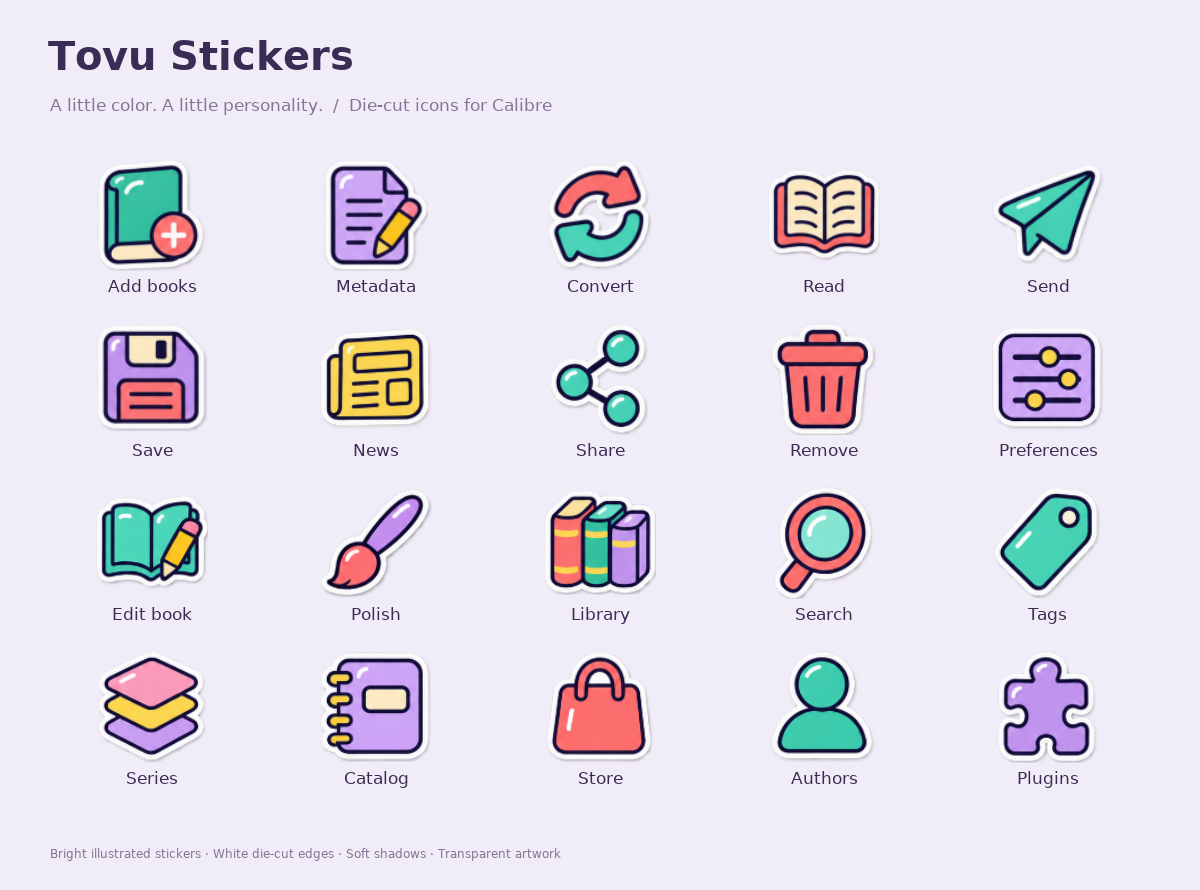 Tovu Stickers
A little color. A little personality. / Die-cut icons for Calibre
Add books
Metadata
Convert
Read
Send
Save
News
Share
Remove
Preferences
Edit book
Polish
Library
Search
Tags
Series
Catalog
Store
Authors
Plugins
Bright illustrated stickers · White die-cut edges · Soft shadows · Transparent artwork